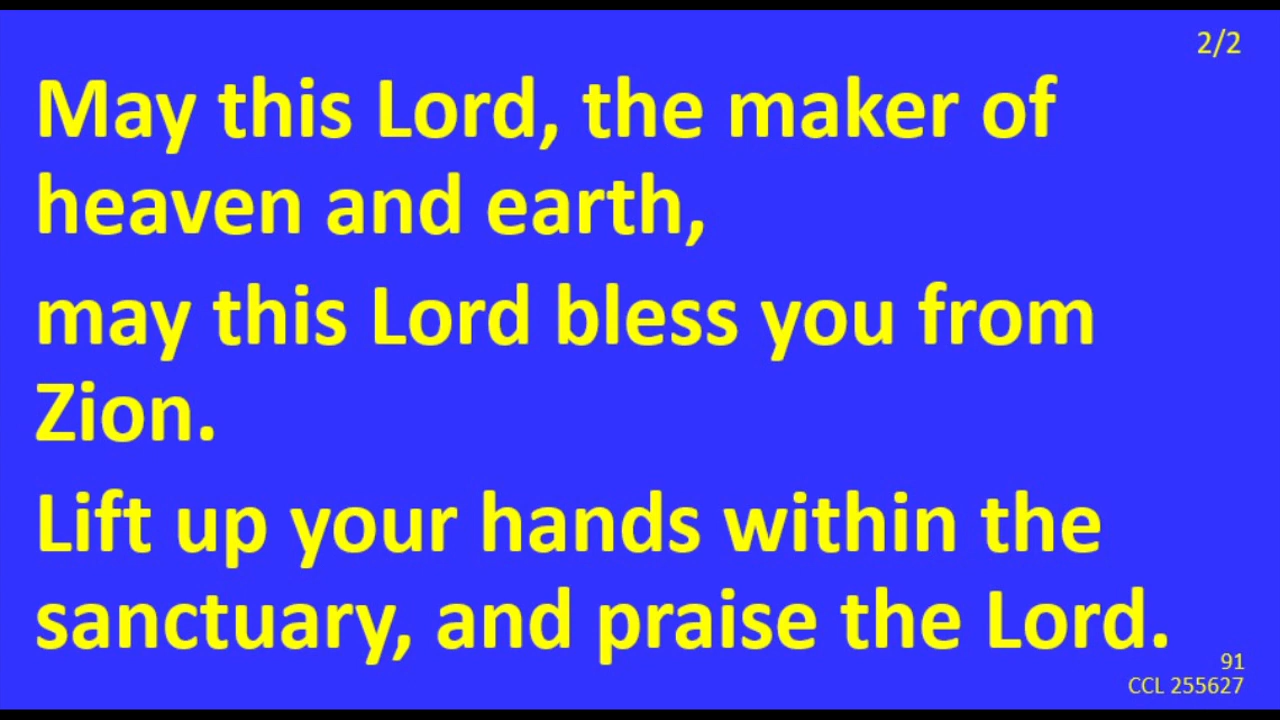 2/2
May this Lord, the maker of
heaven and earth,
may this Lord bless you from
Zion.
Lift up your hands within the
sanctuary, and praise the Lord.
91
CCL 255627